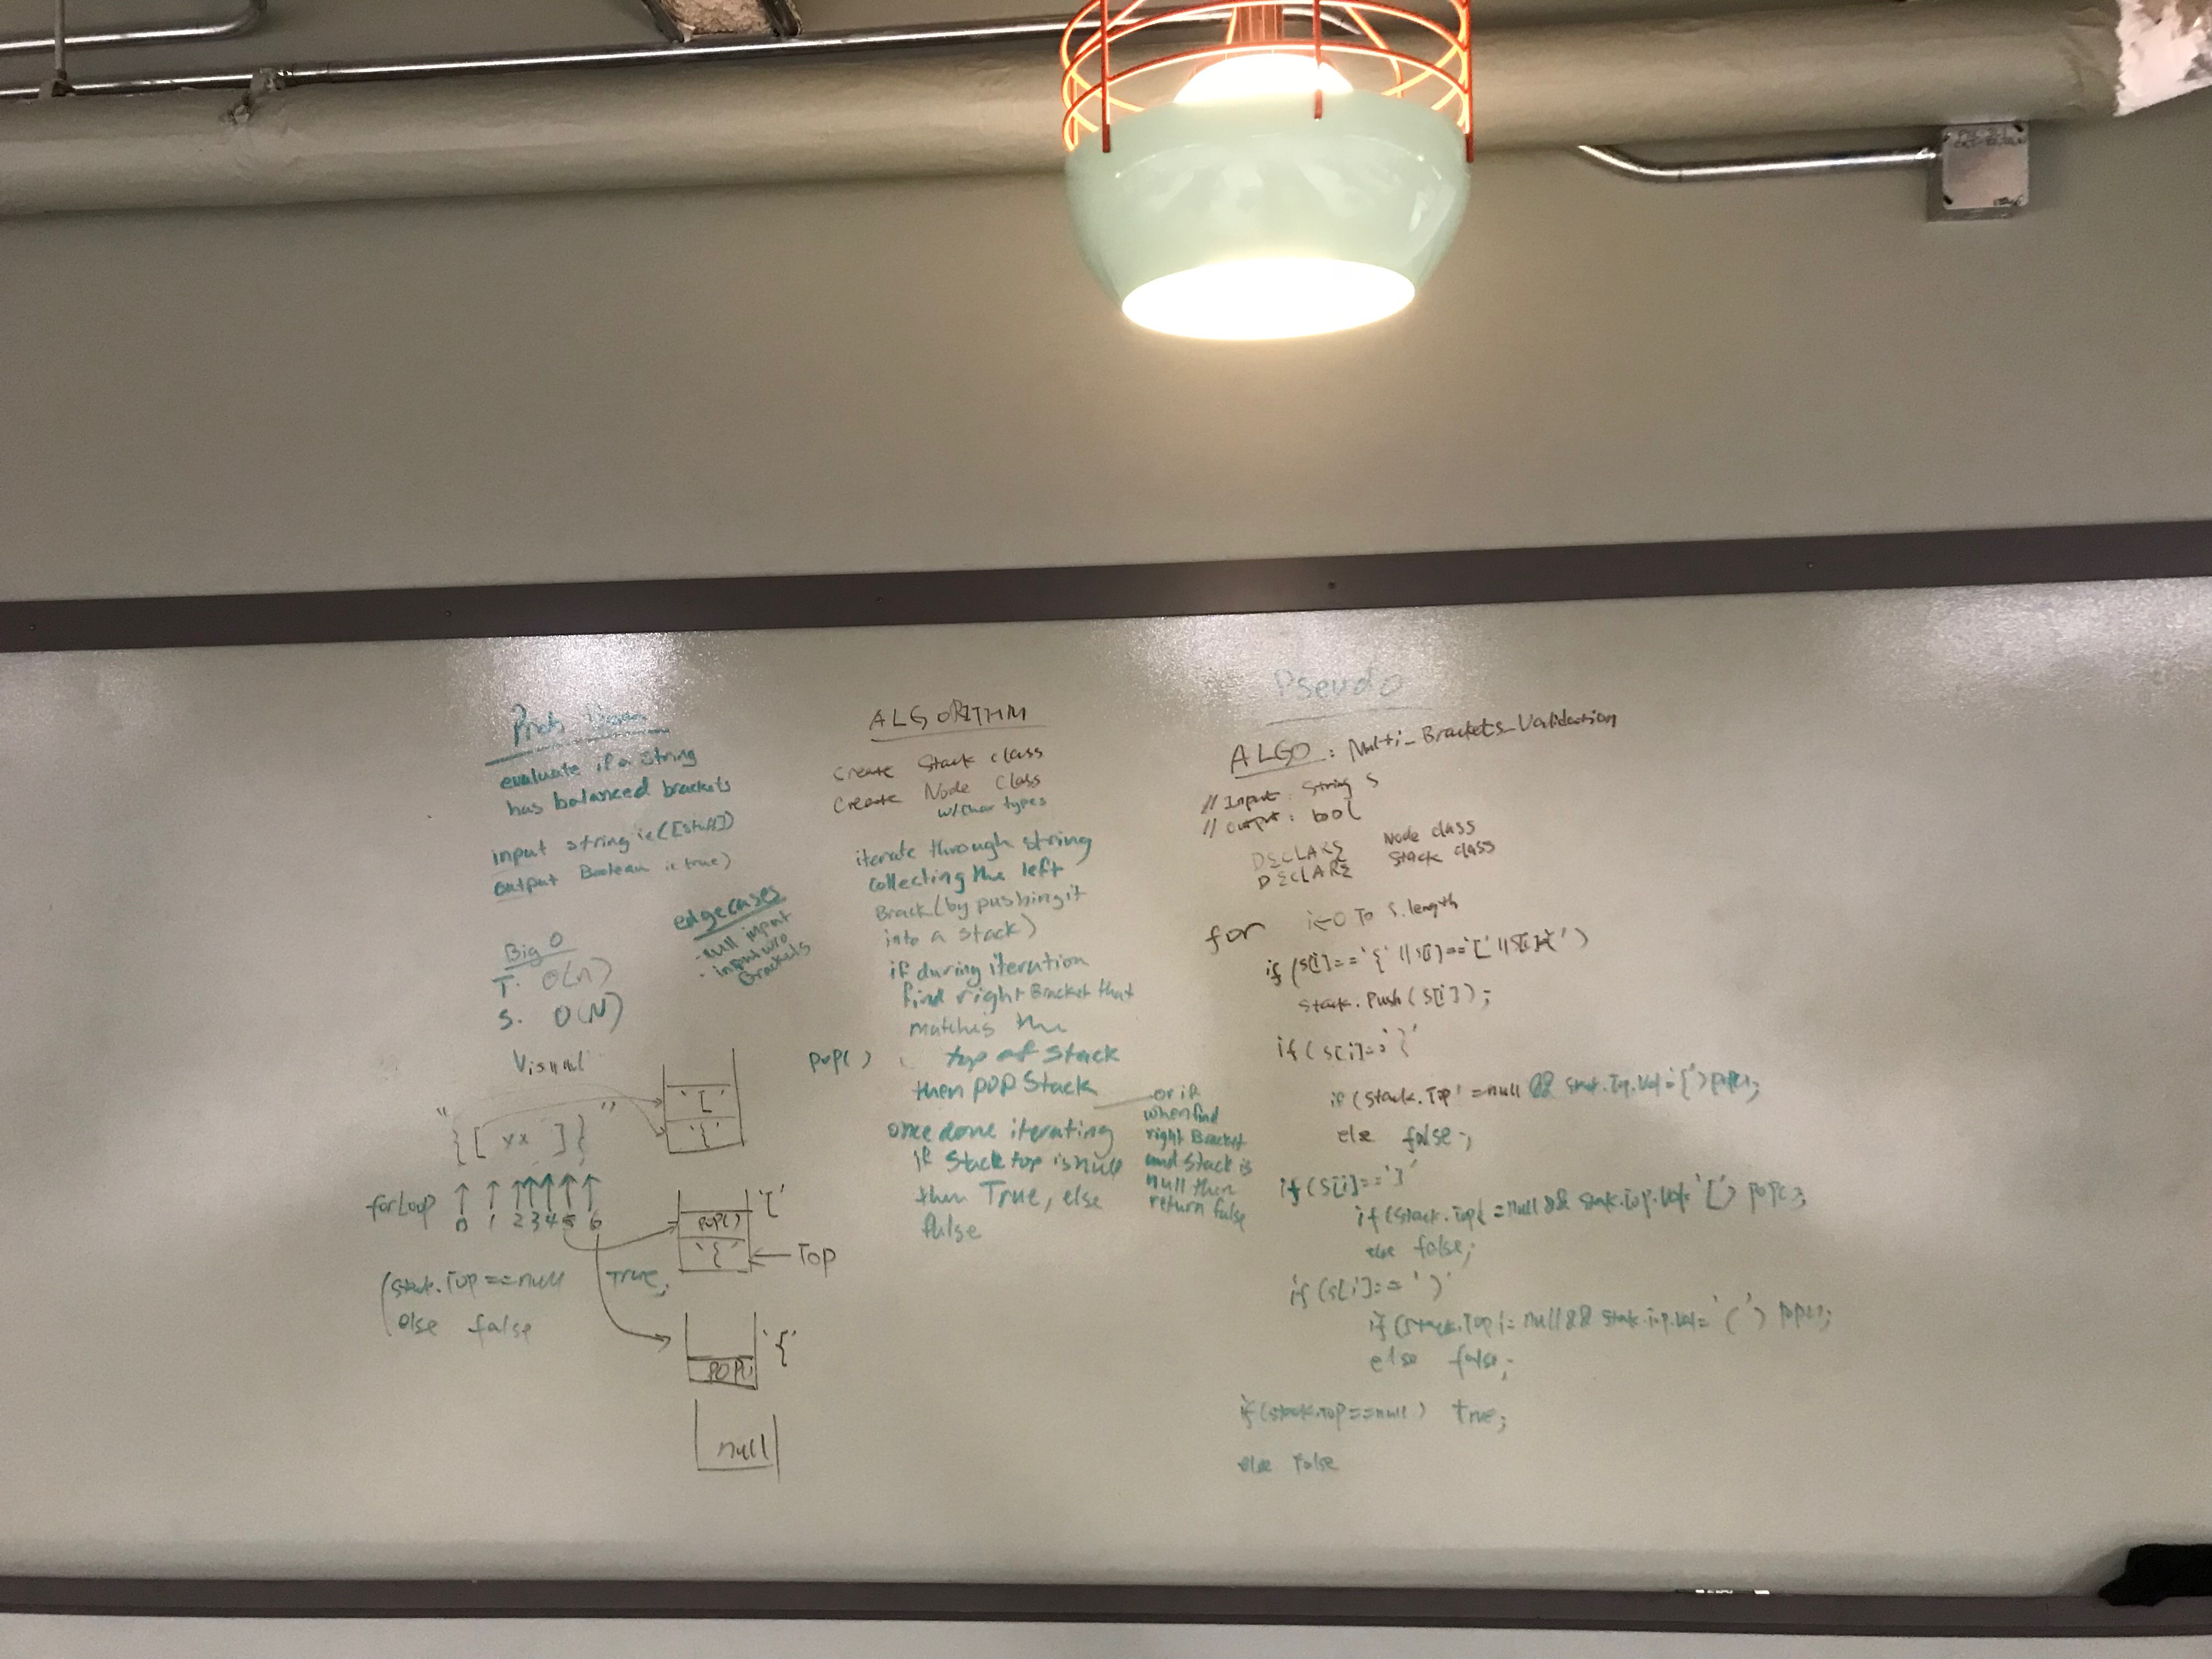 evaluate if a string
has balanced brackets
input string ie([stuff])
output Boolean ie true)
Big O
T. O(n)
S. O(N)
edgecases
- null input
- input w/o
Brackets
Visual
"{[ xx ]}"
forLoop
0 1 2 3 4 5 6
(stack.Top==null True;
else false
'['
'{'
'['
pop()
'{'
Top
'{'
POP()
null
ALGORITHM
create Stack class
create Node class
w/char types
iterate through string
collecting the left
Brack (by pushing it
into a stack)
if during iteration
find right Bracket that
matches the
pop() top of stack
then pop Stack
once done iterating
if Stack top is null
then True, else
false
or if
when find
right Bracket
and stack is
null then
return false
Pseudo
ALGO: Multi_Brackets_Validation
// Input: String S
// Output: bool
DECLARE Node class
DECLARE Stack class
for i←0 To S.length
if (S[i]=='{' || S[i]=='[' ||
Stack.Push(S[i]);
if (S[i]=='}'
if (Stack.Top!=null && Stack.Top.Val='{') pop();
else false;
if (S[i]==']'
if (Stack.Top!=null && Stack.Top.Val='[') pop();
else false;
if (S[i]==')'
if (Stack.Top!=null && Stack.Top.Val='(') pop();
else false;
if (stack.top==null) true;
else false